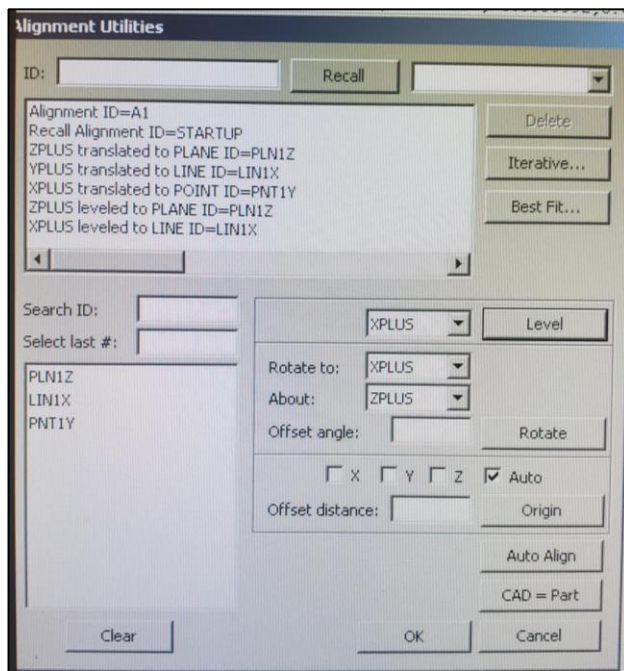 Alignment Utilities
ID:
Recall
Alignment ID=A1
Recall Alignment ID=STARTUP
ZPLUS translated to PLANE ID=PLN1Z
YPLUS translated to LINE ID=LIN1X
XPLUS translated to POINT ID=PNT1Y
ZPLUS leveled to PLANE ID=PLN1Z
XPLUS leveled to LINE ID=LIN1X
Delete
Iterative...
Best Fit...
Search ID:
Select last #:
PLN1Z
LIN1X
PNT1Y
XPLUS
Level
Rotate to: XPLUS
About: ZPLUS
Offset angle:
Rotate
X Y Z Auto
Offset distance:
Origin
Auto Align
CAD = Part
Clear
OK
Cancel